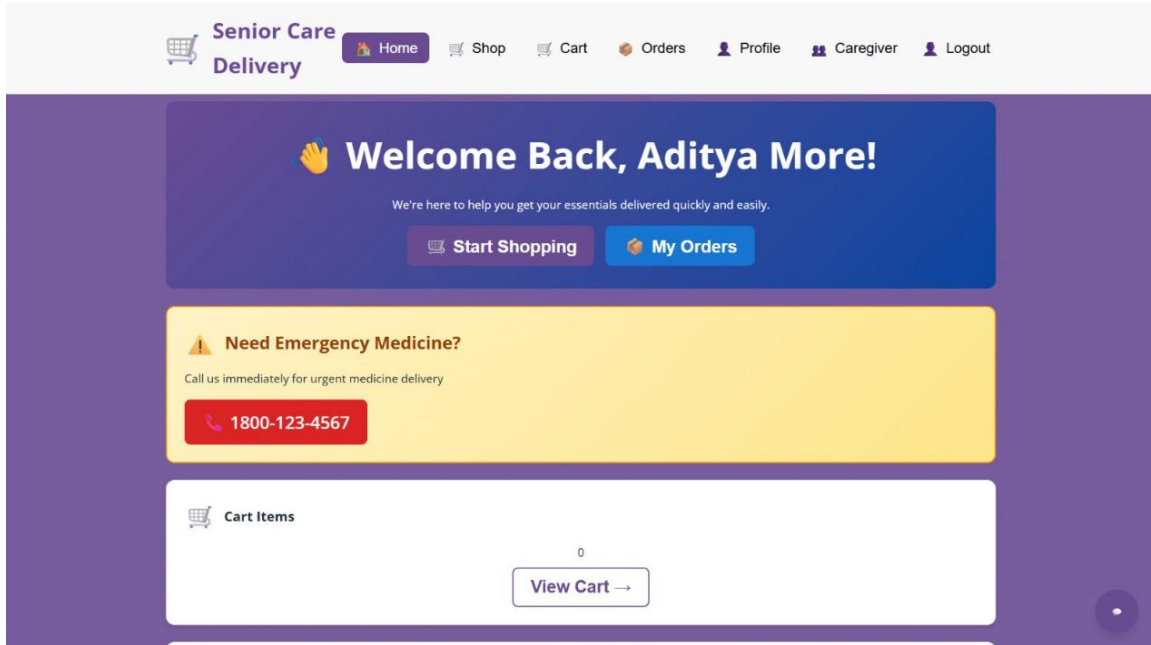 Senior Care
Delivery
🏠 Home
🛒 Shop
🛒 Cart
📦 Orders
👤 Profile
👥 Caregiver
👤 Logout
👋 Welcome Back, Aditya More!
We're here to help you get your essentials delivered quickly and easily.
🛒 Start Shopping
📦 My Orders
⚠️ Need Emergency Medicine?
Call us immediately for urgent medicine delivery
📞 1800-123-4567
🛒 Cart Items
0
View Cart →